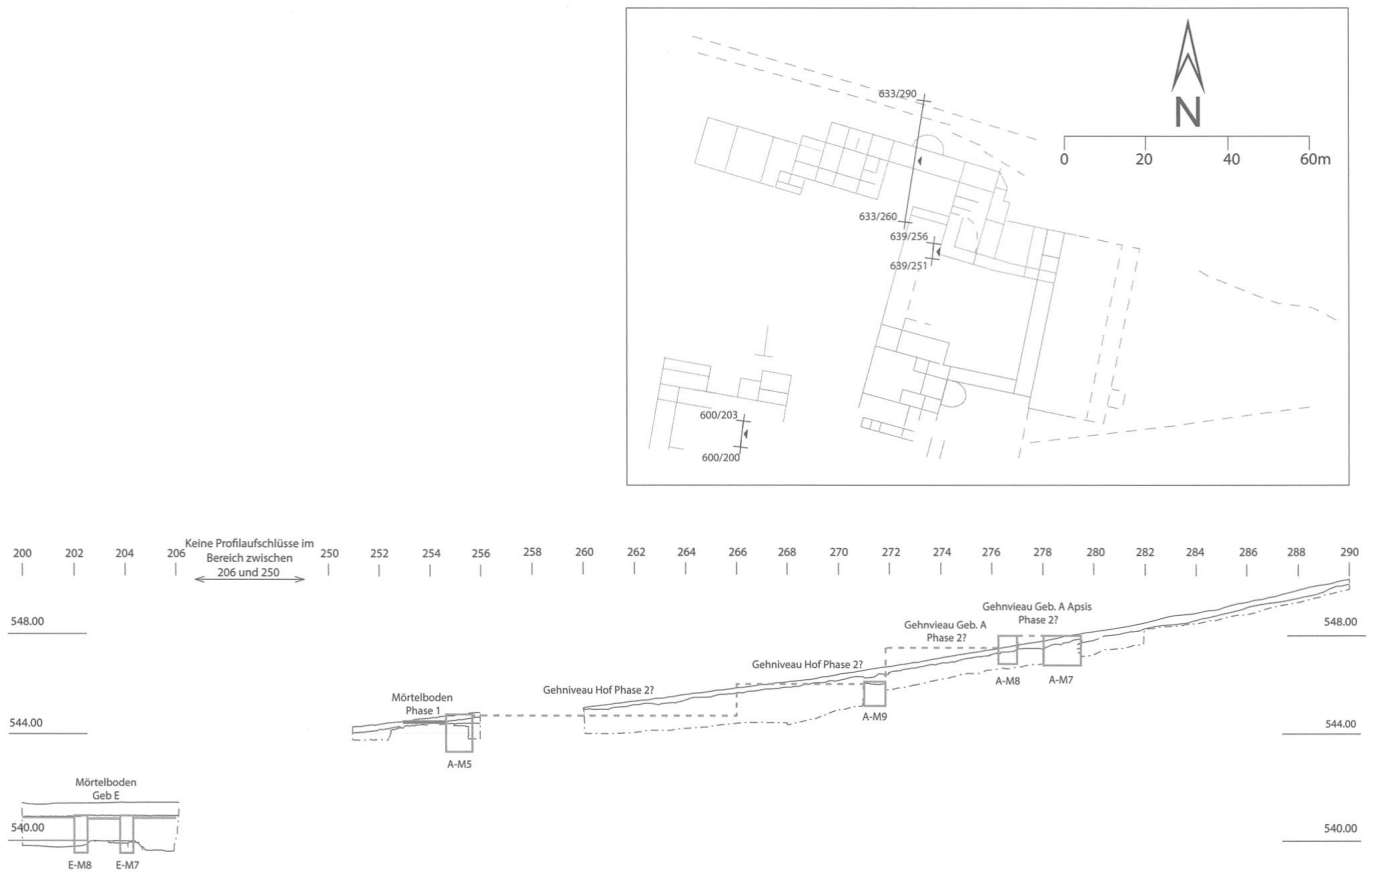 633/290
N
0 20 40 60m
633/260
639/256
639/251
600/203
600/200
200 202 204 206 250 252 254 256 258 260 262 264 266 268 270 272 274 276 278 280 282 284 286 288 290
Keine Profilaufschlüsse im
Bereich zwischen
206 und 250
548.00
544.00
540.00
Mörtelboden
Geb E
E-M8
E-M7
Mörtelboden
Phase 1
A-M5
Gehniveau Hof Phase 2?
Gehniveau Hof Phase 2?
A-M9
Gehnvieau Geb. A
Phase 2?
Gehnvieau Geb. A Apsis
Phase 2?
A-M8
A-M7
548.00
544.00
540.00